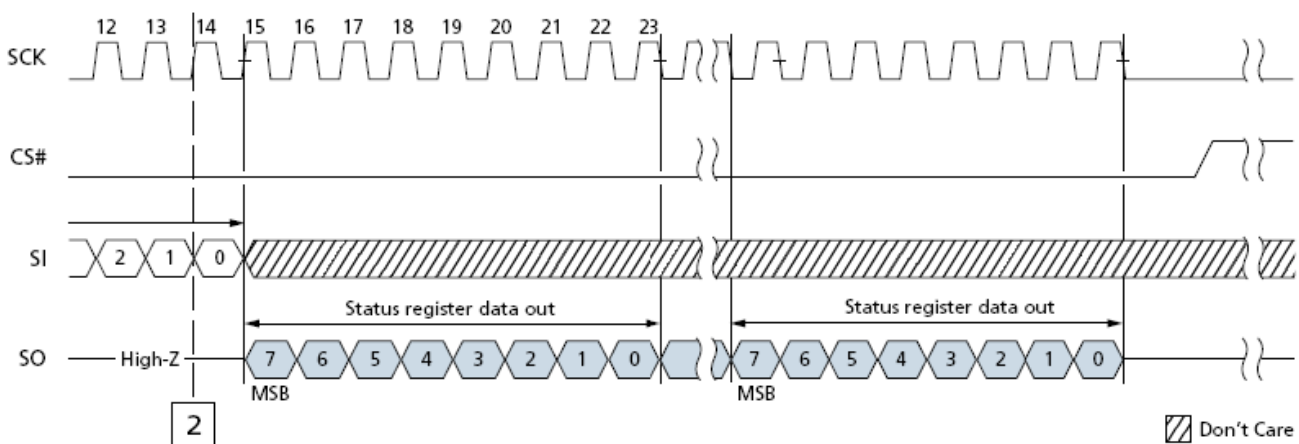 12 13 14 15 16 17 18 19 20 21 22 23
SCK
CS#
SI 2 1 0
Status register data out Status register data out
SO High-Z 7 6 5 4 3 2 1 0 7 6 5 4 3 2 1 0
MSB MSB
2
Don't Care